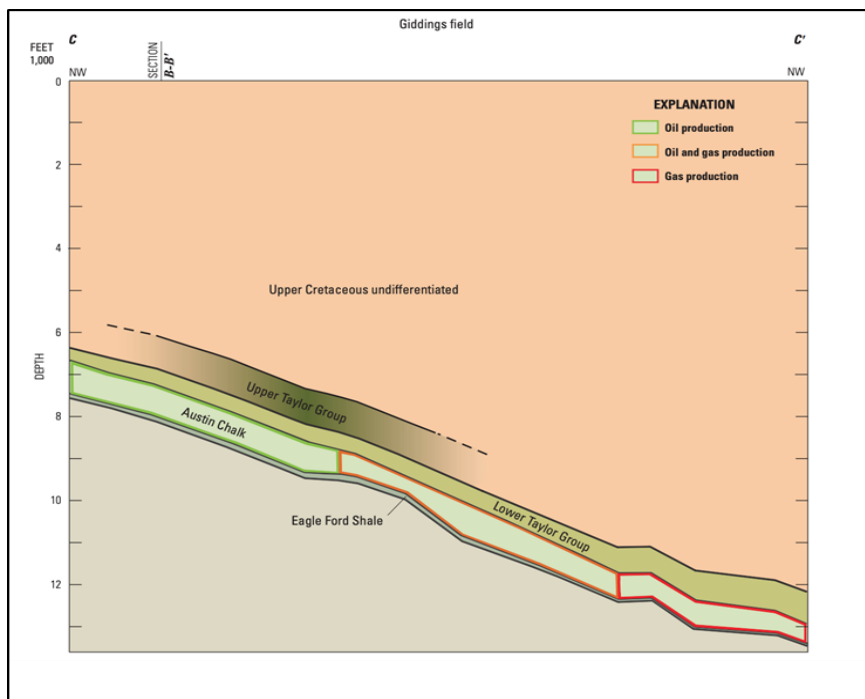 Giddings field
C
C'
FEET
1,000
SECTION
B-B'
NW
NW
0
2
4
6
8
10
12
DEPTH
EXPLANATION
Oil production
Oil and gas production
Gas production
Upper Cretaceous undifferentiated
Upper Taylor Group
Austin Chalk
Lower Taylor Group
Eagle Ford Shale